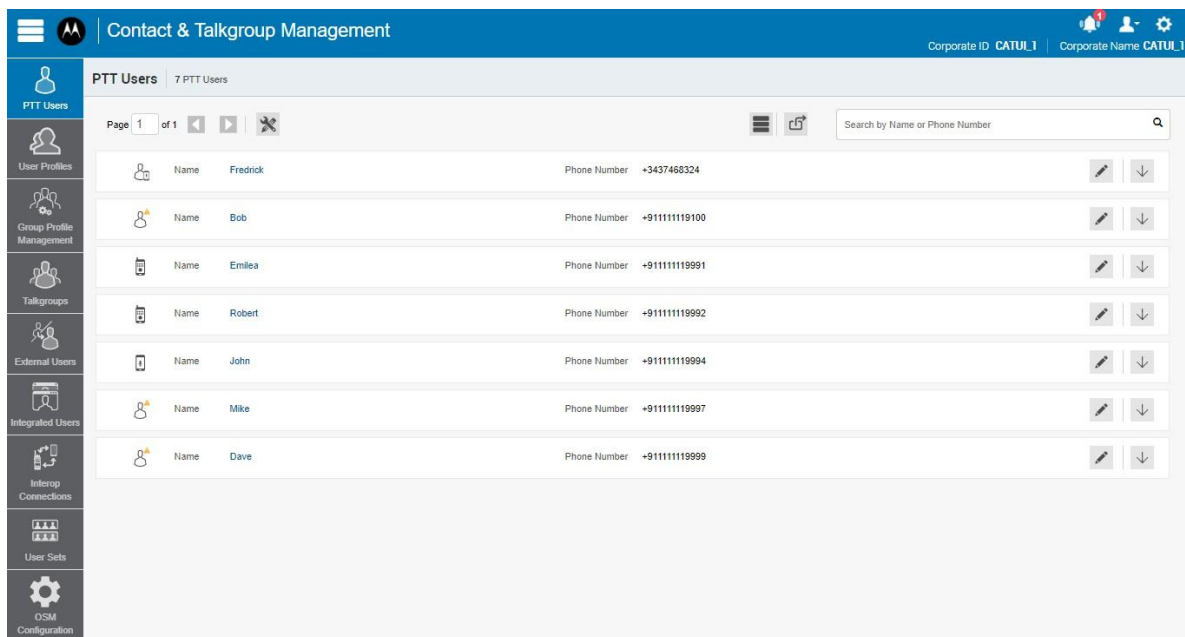 Contact & Talkgroup Management
1
Corporate ID CATUI_1
Corporate Name CATUI_1
PTT Users
User Profiles
Group Profile
Management
Talkgroups
External Users
Integrated Users
Interop
Connections
User Sets
OSM
Configuration
PTT Users 7 PTT Users
Page 1 of 1
Search by Name or Phone Number
Name Fredrick Phone Number +3437468324
Name Bob Phone Number +911111119100
Name Emilea Phone Number +911111119991
Name Robert Phone Number +911111119992
Name John Phone Number +911111119994
Name Mike Phone Number +911111119997
Name Dave Phone Number +911111119999